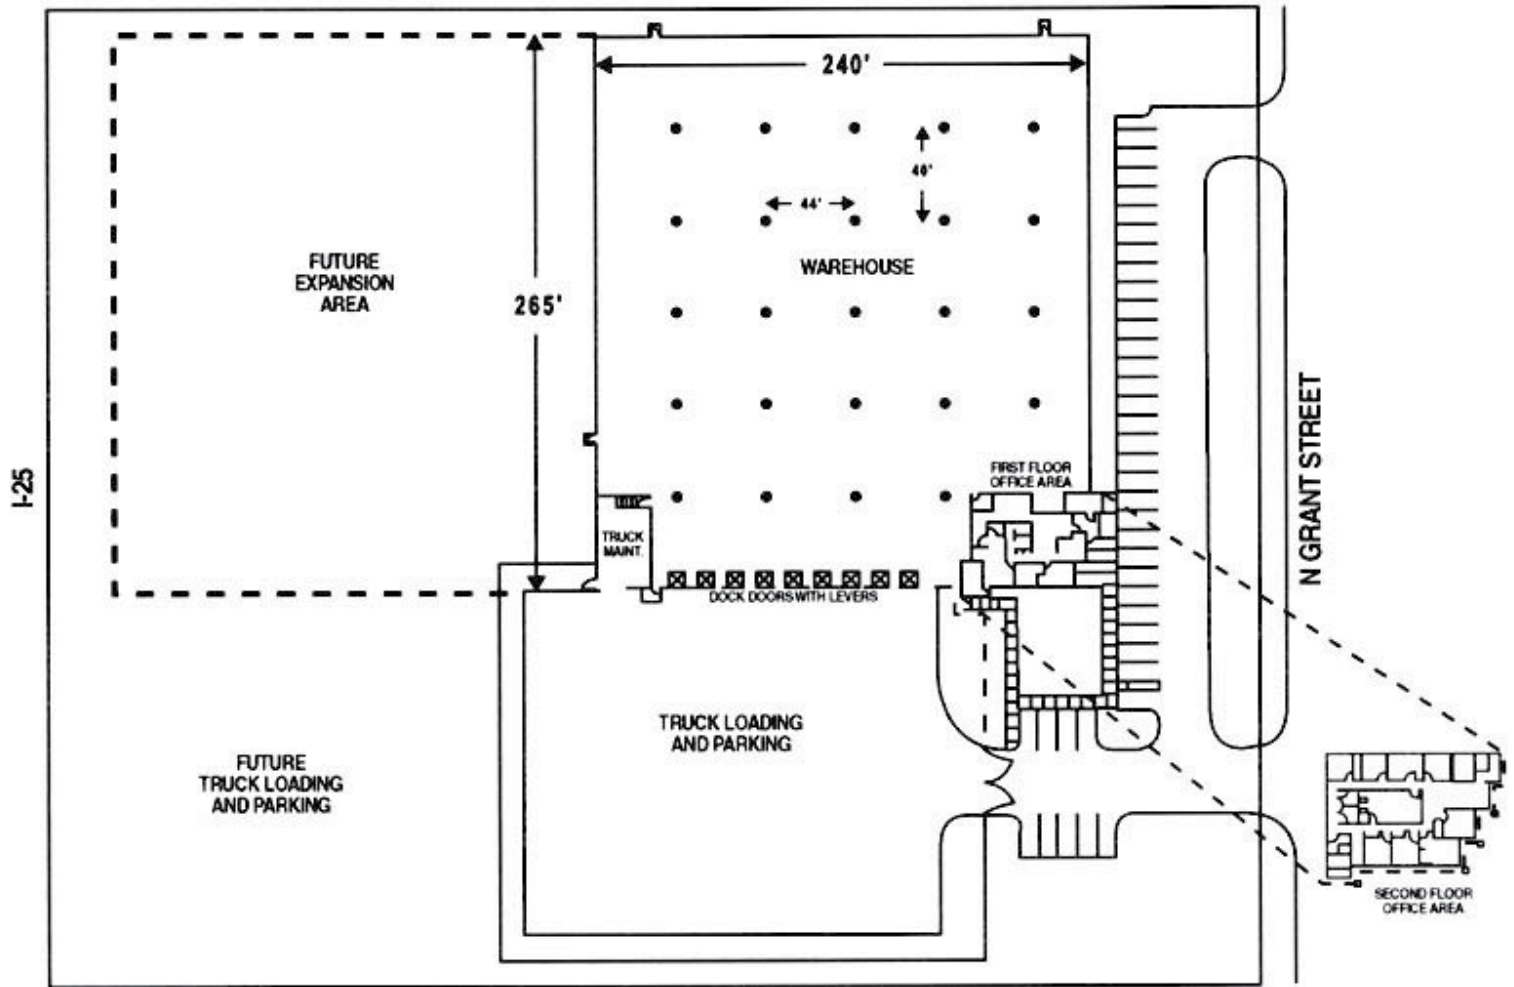 240'
40'
44'
WAREHOUSE
FUTURE
EXPANSION
AREA
265'
I-25
N GRANT STREET
FIRST FLOOR
OFFICE AREA
TRUCK
MAINT.
DOCK DOORS WITH LEVERS
TRUCK LOADING
AND PARKING
FUTURE
TRUCK LOADING
AND PARKING
SECOND FLOOR
OFFICE AREA